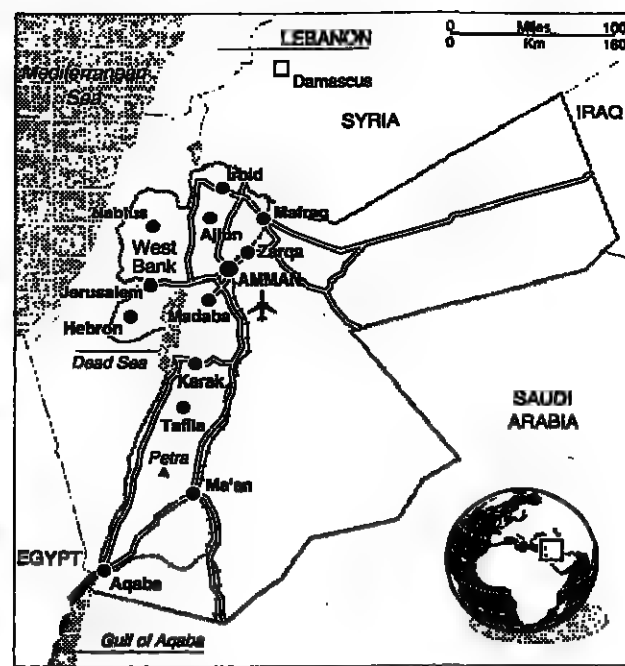 LEBANON
0 Miles 100
0 Km 160
Mediterranean
Sea
Damascus
SYRIA
IRAQ
Irbid
Nablus
Ajlun
Mafraq
West
Bank
Zarqa
AMMAN
Jerusalem
Madaba
Hebron
Dead Sea
Karak
SAUDI
ARABIA
Tafila
Petra
Ma'an
EGYPT
Aqaba
Gulf of Aqaba